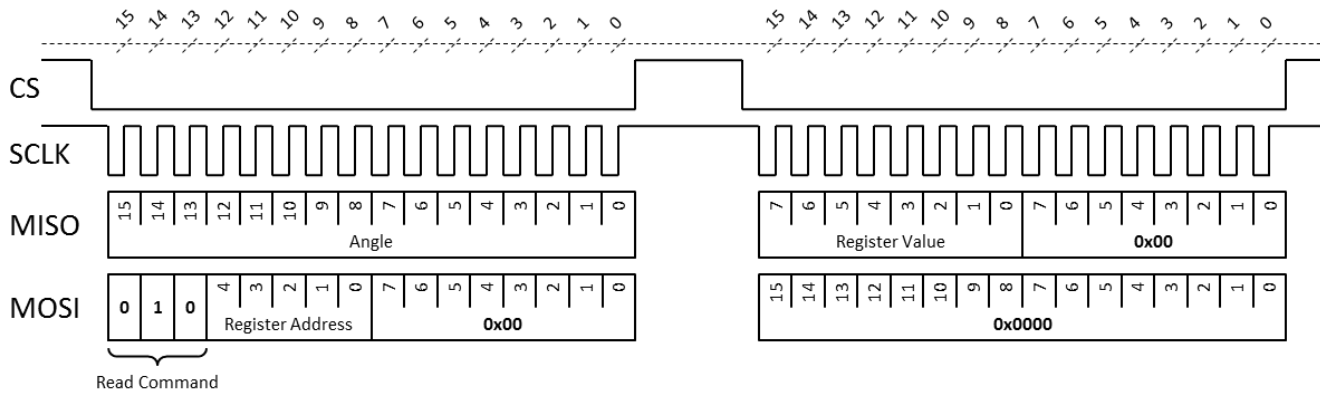 15 14 13 12 11 10 9 8 7 6 5 4 3 2 1 0 15 14 13 12 11 10 9 8 7 6 5 4 3 2 1 0
CS
SCLK
MISO
15 14 13 12 11 10 9 8 7 6 5 4 3 2 1 0 7 6 5 4 3 2 1 0 7 6 5 4 3 2 1 0
Angle Register Value 0x00
MOSI
0 1 0 4 3 2 1 0 7 6 5 4 3 2 1 0 15 14 13 12 11 10 9 8 7 6 5 4 3 2 1 0
Register Address 0x00 0x0000
Read Command